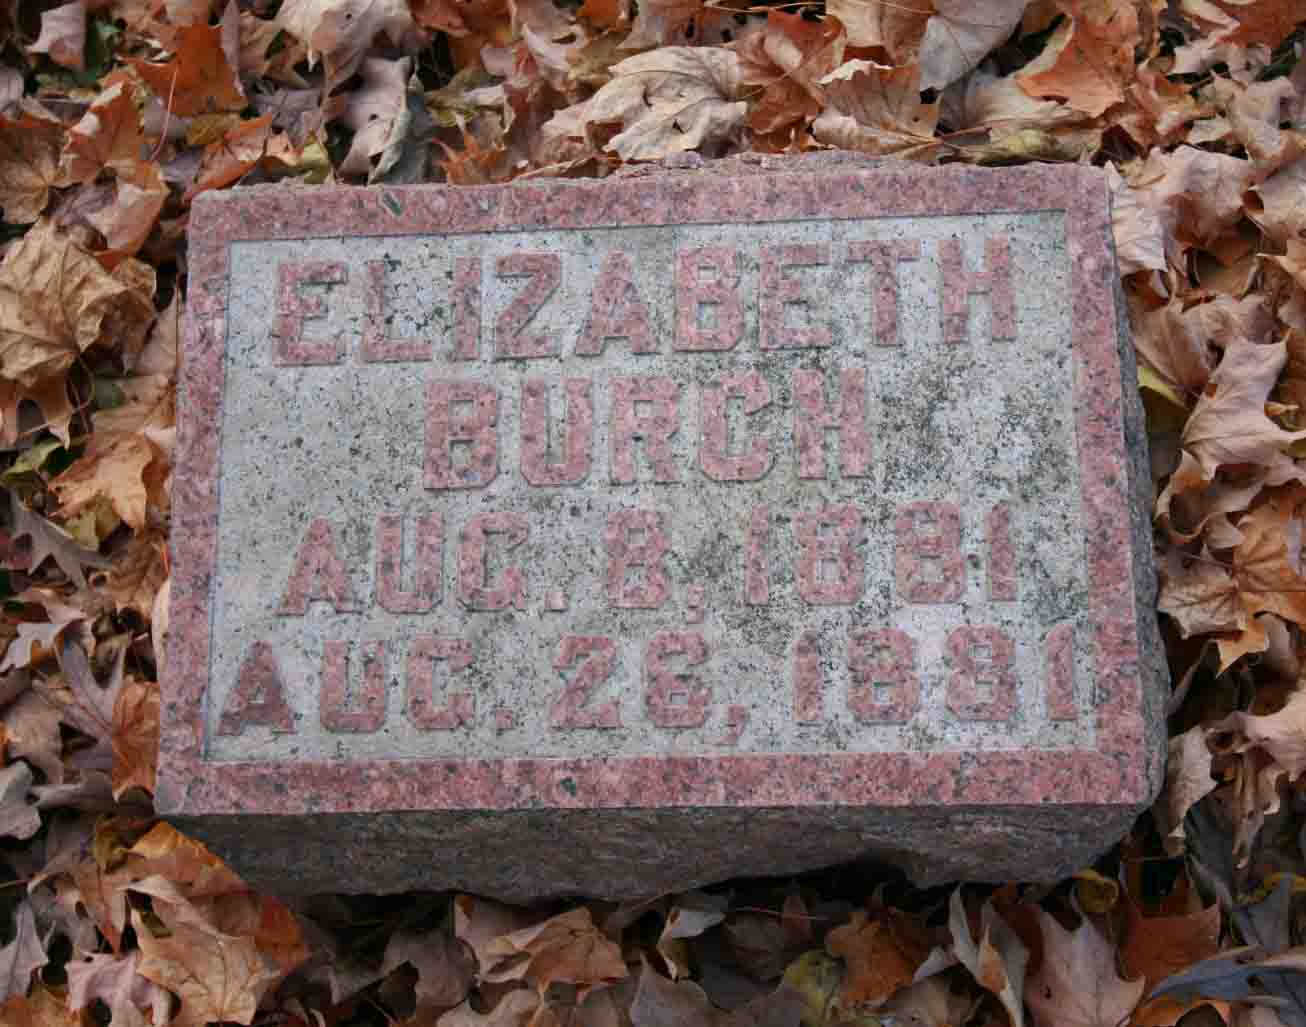 ELIZABETH
BURCH
AUG. 8, 1881
AUG. 26, 1881